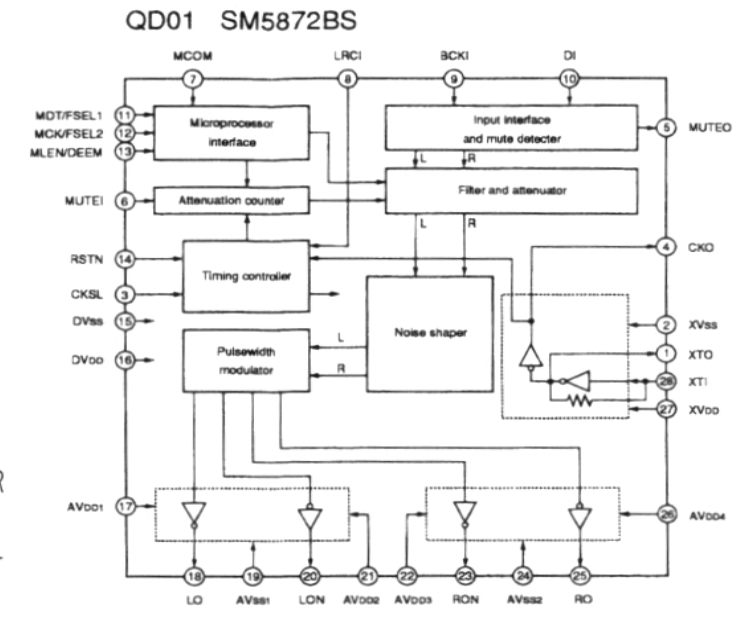 QD01 SM5872BS
MCOM LRCI BCKI DI
7 8 9 10
MDT/FSEL1 11
MCK/FSEL2 12
MLEN/DEEM 13
Microprocessor
interface
Input interface
and mute detecter
5 MUTEO
L R
MUTEI 6
Attenuation counter
Filter and attenuator
L R
RSTN 14
Timing controller
4 CKO
CKSL 3
DVSS 15
Noise shaper
2 XVSS
DVDD 16
Pulsewidth
modulator
L
R
1 XTO
28 XTI
27 XVDD
R
AVDD1 17
26 AVDD4
18 19 20 21 22 23 24 25
LO AVSS1 LON AVDD2 AVDD3 RON AVSS2 RO